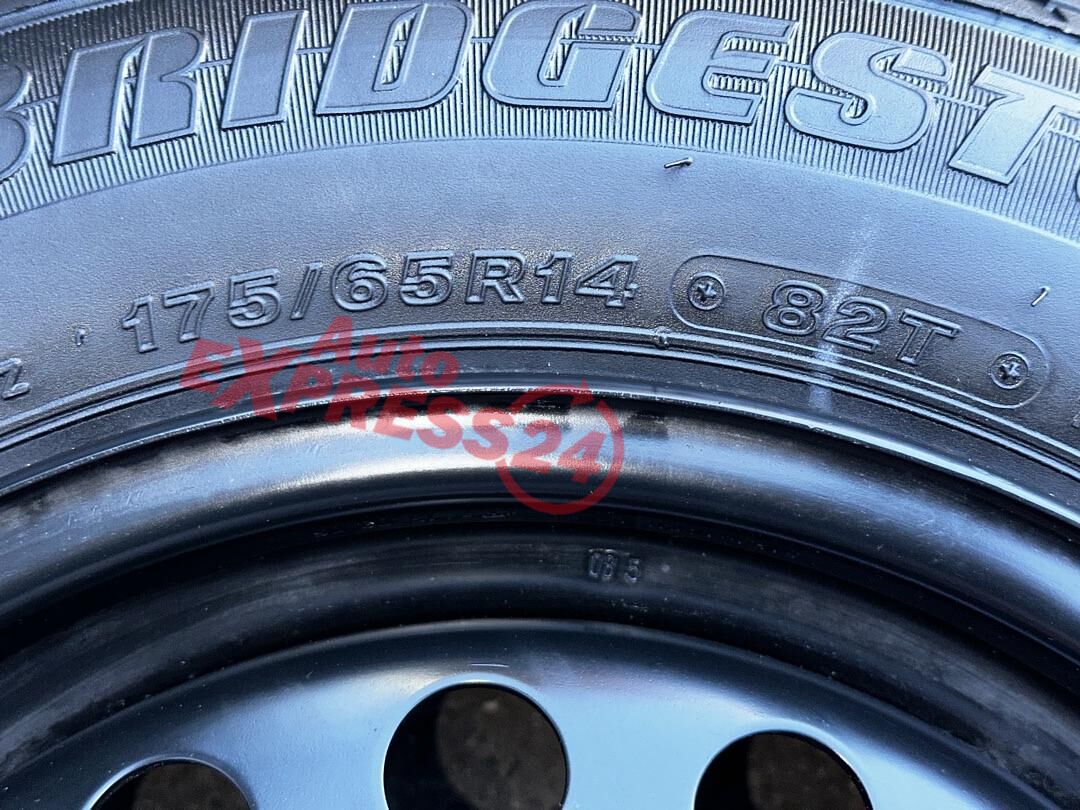 BRIDGEST
175/65R14 82T
Auto
EXPRESS24